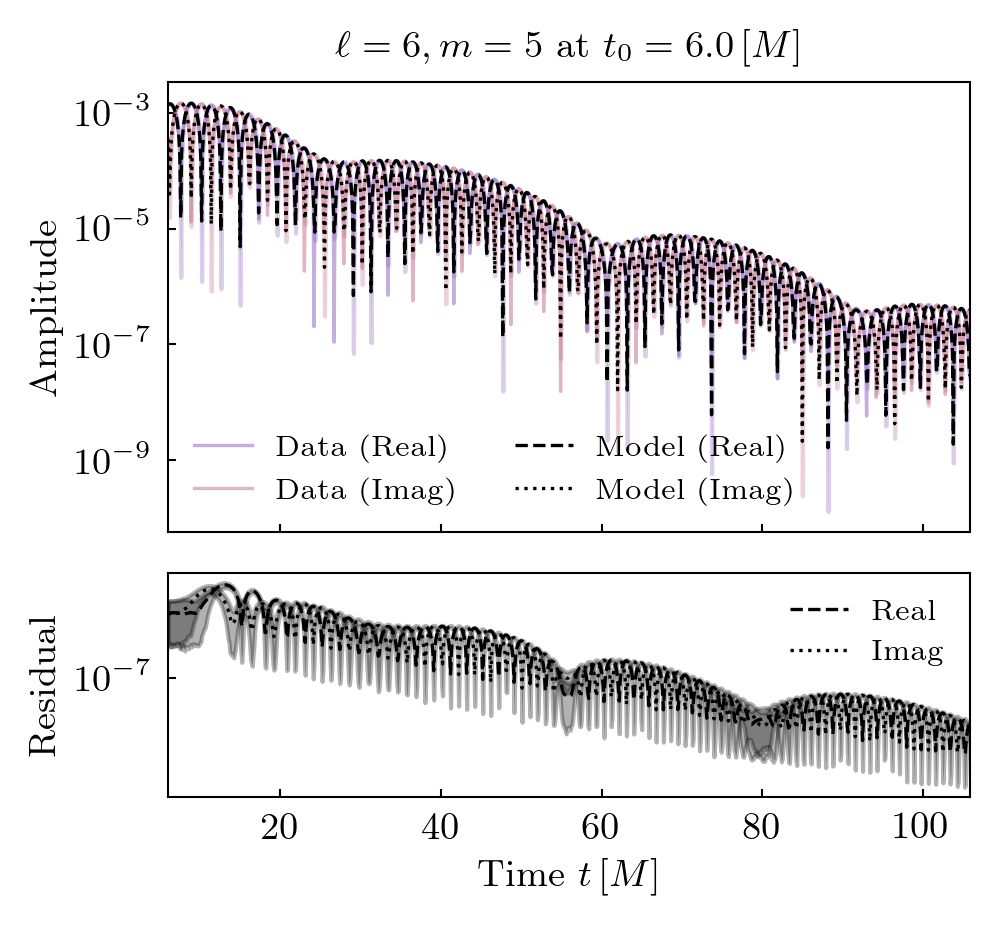 ℓ = 6, m = 5 at t₀ = 6.0 [M]
10⁻³
10⁻⁵
10⁻⁷
10⁻⁹
Amplitude
Data (Real)
Data (Imag)
Model (Real)
Model (Imag)
Residual
10⁻⁷
Real
Imag
20 40 60 80 100
Time t [M]